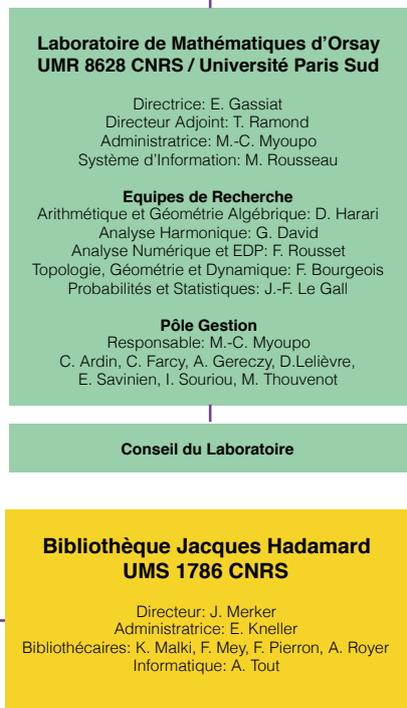 Laboratoire de Mathématiques d'Orsay
UMR 8628 CNRS / Université Paris Sud
Directrice: E. Gassiat
Directeur Adjoint: T. Ramond
Administratrice: M.-C. Myoupo
Système d'Information: M. Rousseau
Equipes de Recherche
Arithmétique et Géométrie Algébrique: D. Harari
Analyse Harmonique: G. David
Analyse Numérique et EDP: F. Rousset
Topologie, Géométrie et Dynamique: F. Bourgeois
Probabilités et Statistiques: J.-F. Le Gall
Pôle Gestion
Responsable: M.-C. Myoupo
C. Ardin, C. Farcy, A. Gereczy, D.Lelièvre,
E. Savinien, I. Souriou, M. Thouvenot
Conseil du Laboratoire
Bibliothèque Jacques Hadamard
UMS 1786 CNRS
Directeur: J. Merker
Administratrice: E. Kneller
Bibliothécaires: K. Malki, F. Mey, F. Pierron, A. Royer
Informatique: A. Tout